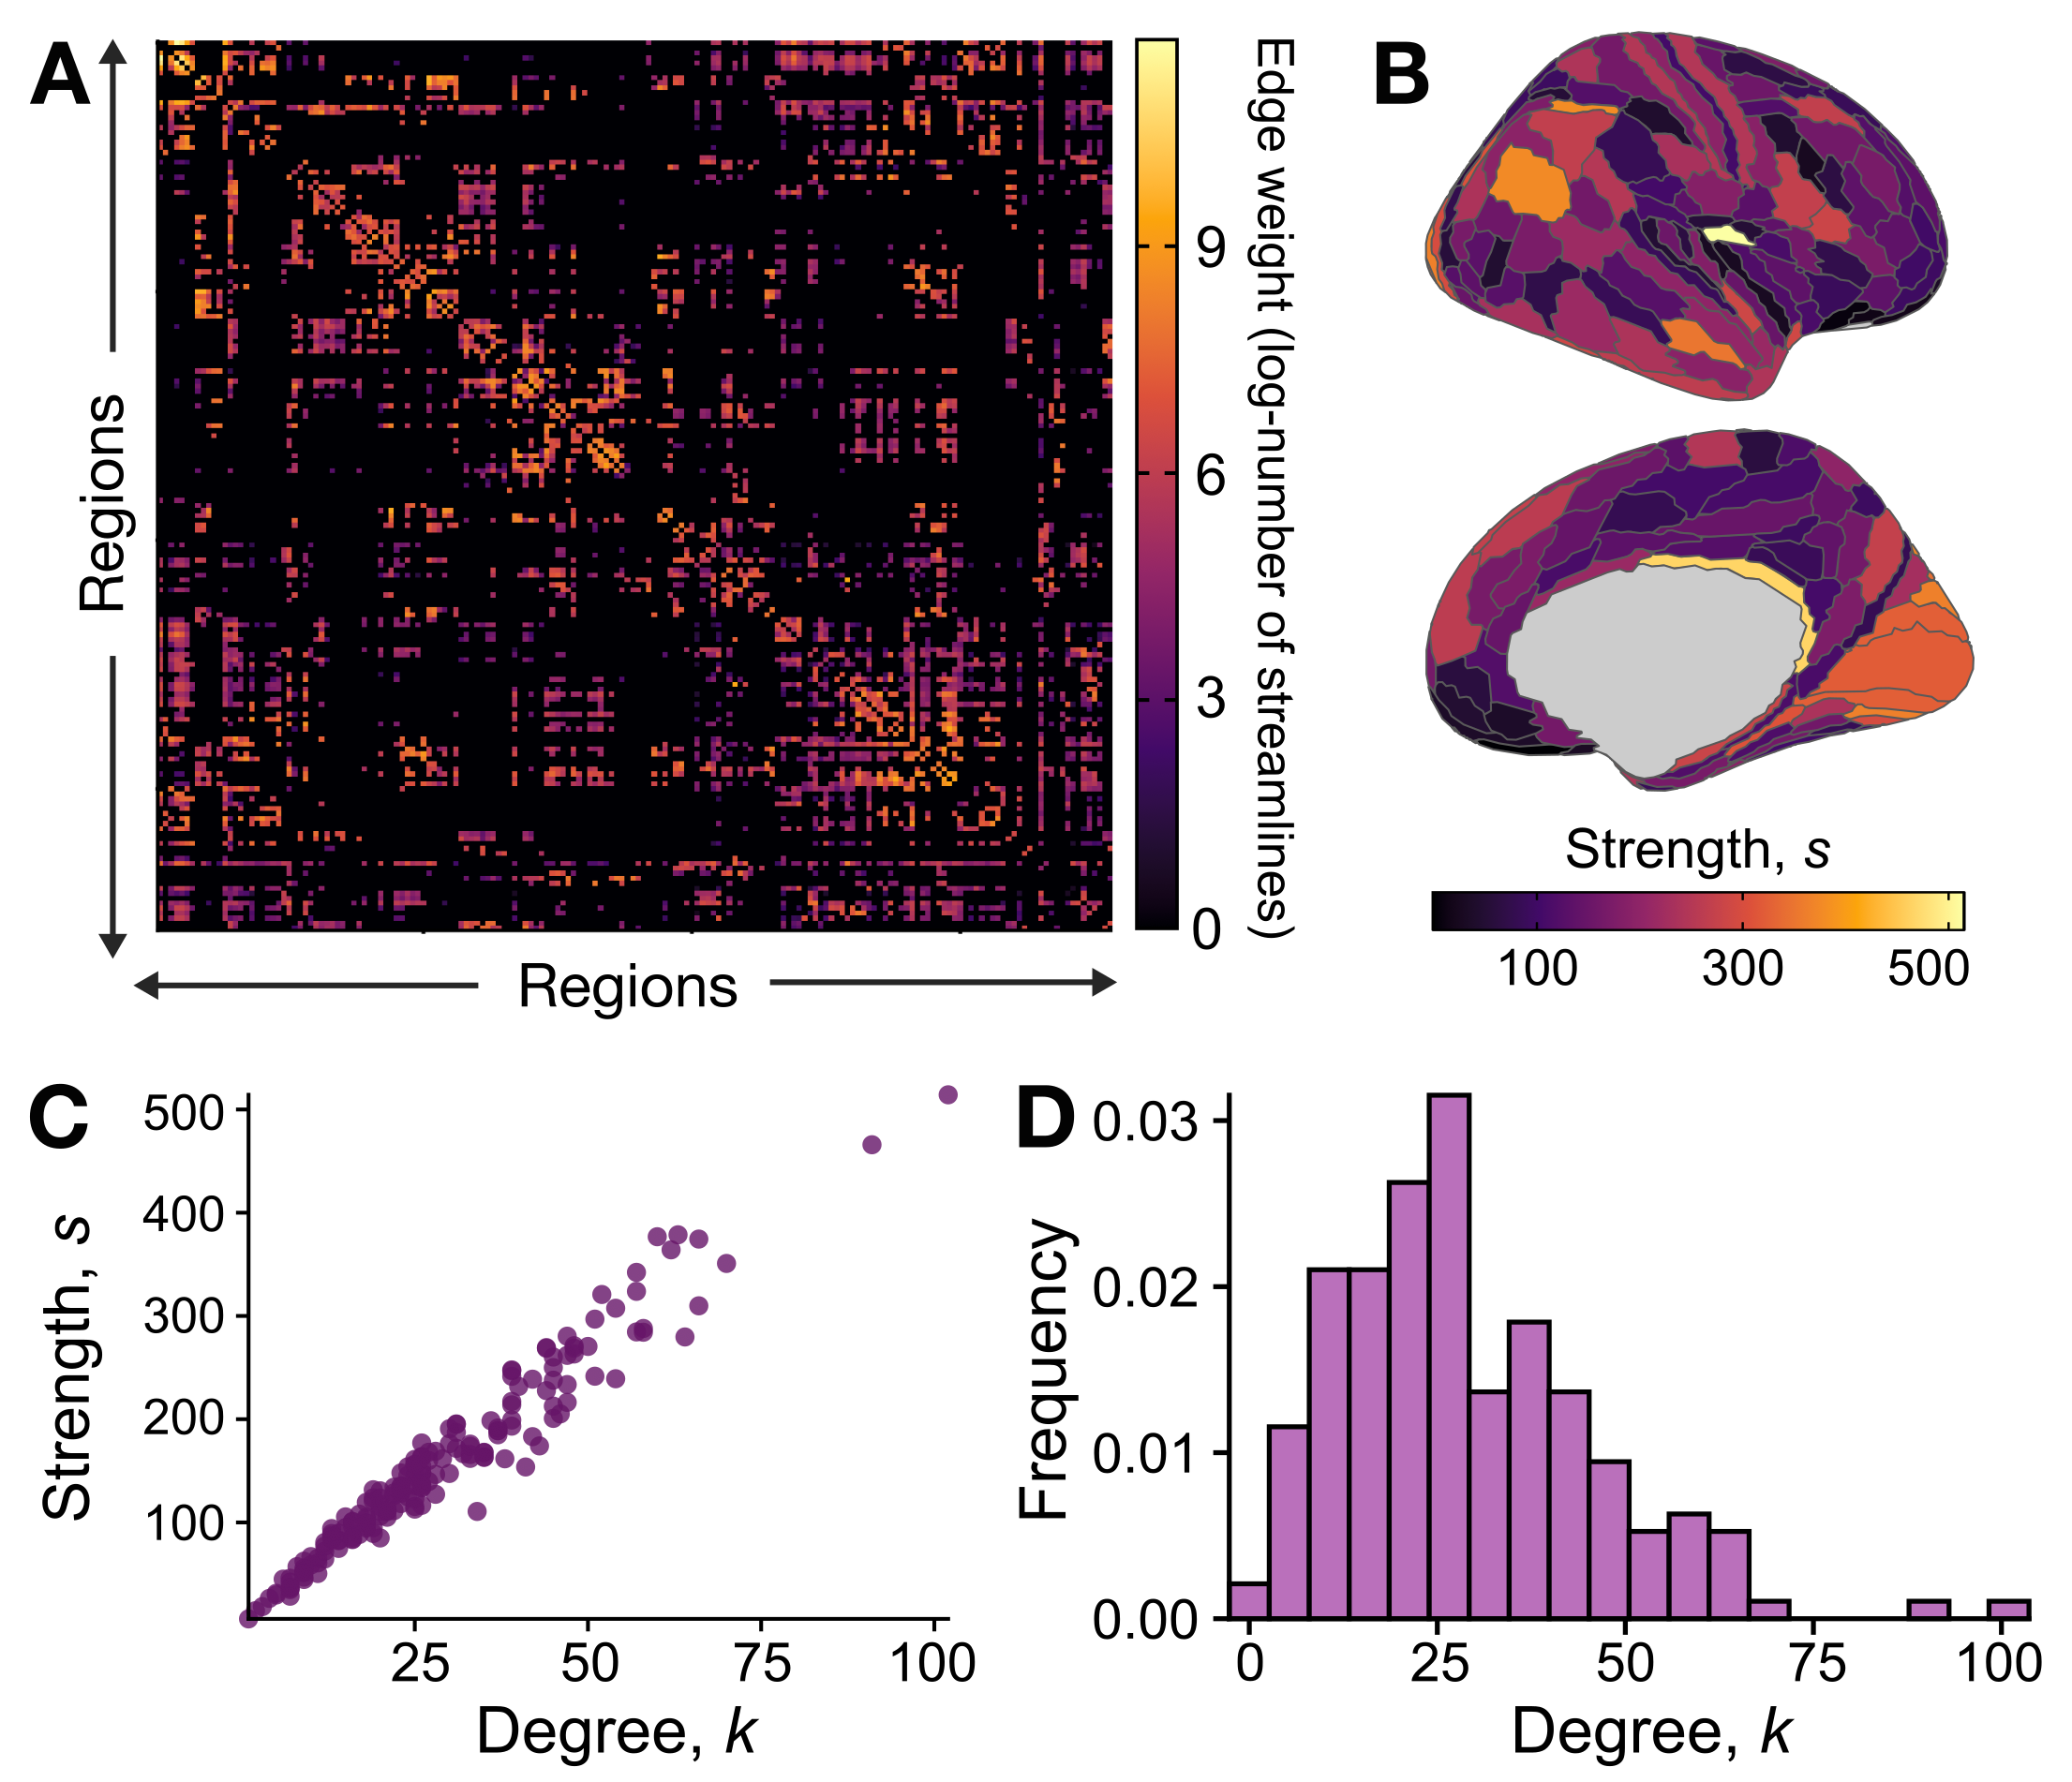 A
Regions
Regions
9
6
3
0
Edge weight (log-number of streamlines)
B
Strength, s
100 300 500
C
500
400
300
200
100
Strength, s
25 50 75 100
Degree, k
D
0.03
0.02
0.01
0.00
Frequency
0 25 50 75 100
Degree, k